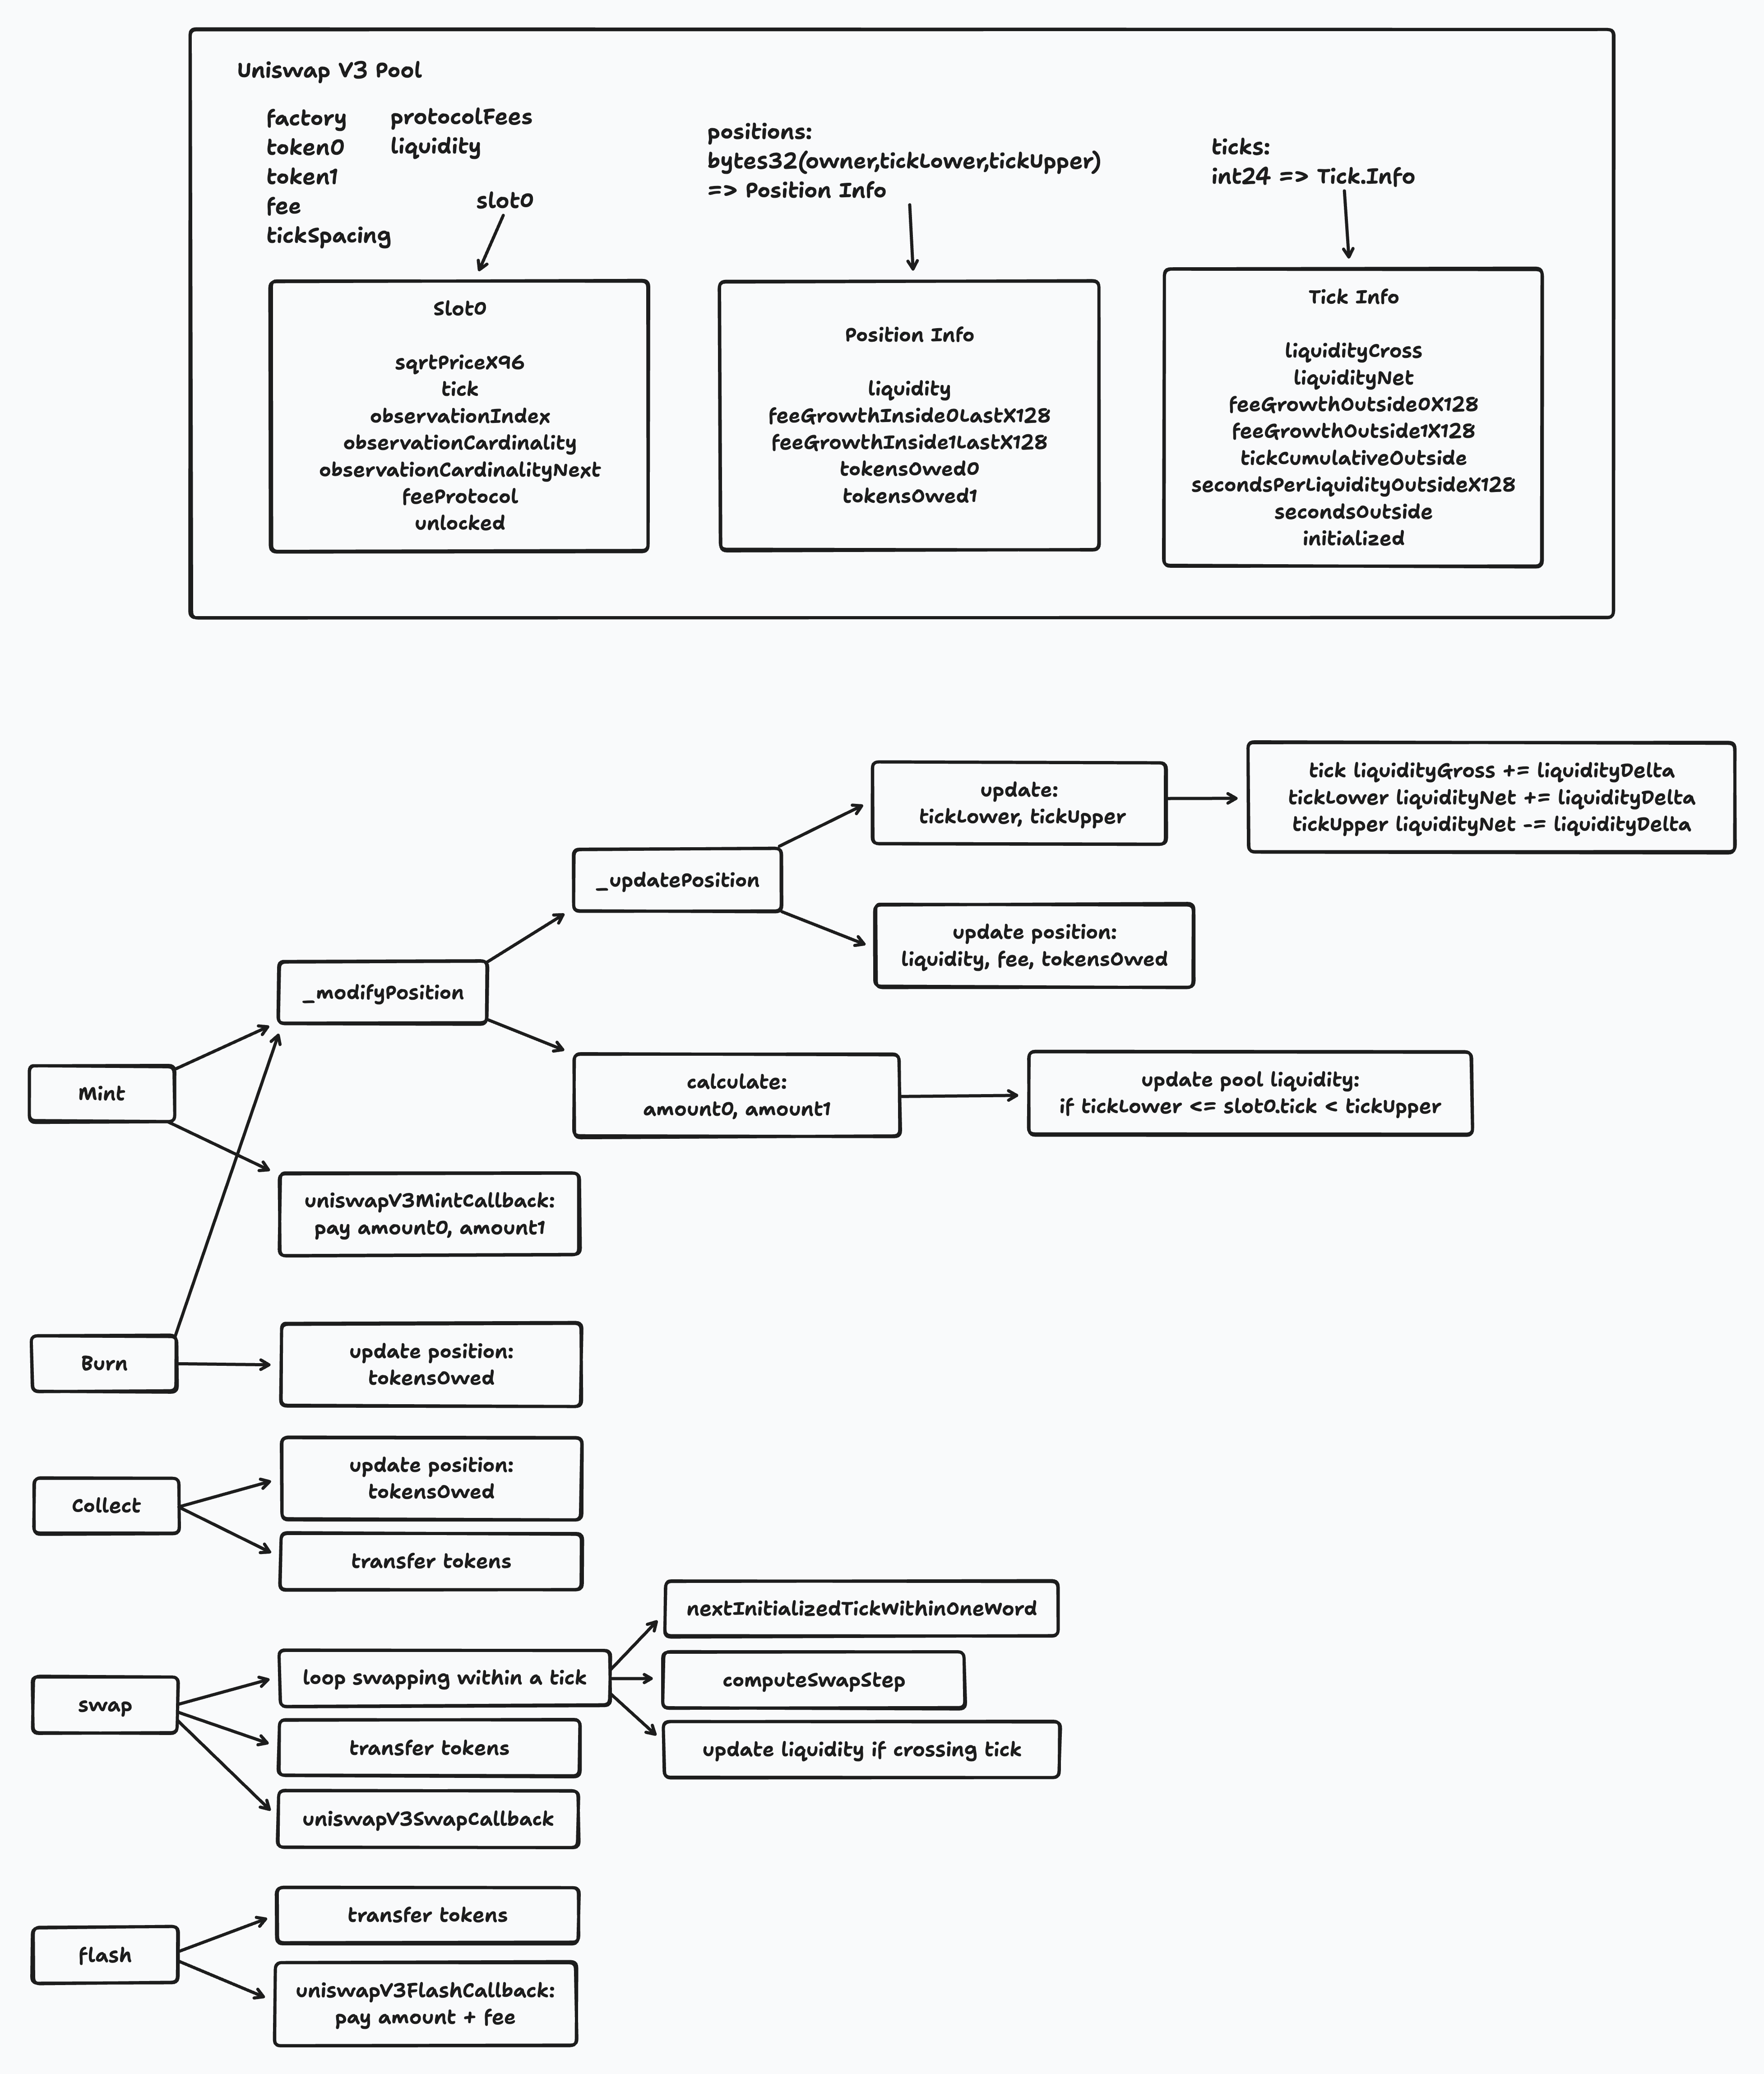 Uniswap V3 Pool
factory
token0
token1
fee
tickSpacing
protocolFees
liquidity
slot0
positions:
bytes32(owner,tickLower,tickUpper)
=> Position Info
ticks:
int24 => Tick.Info
Slot0
sqrtPriceX96
tick
observationIndex
observationCardinality
observationCardinalityNext
feeProtocol
unlocked
Position Info
liquidity
feeGrowthInside0LastX128
feeGrowthInside1LastX128
tokensOwed0
tokensOwed1
Tick Info
liquidityCross
liquidityNet
feeGrowthOutside0X128
feeGrowthOutside1X128
tickCumulativeOutside
secondsPerLiquidityOutsideX128
secondsOutside
initialized
update:
tickLower, tickUpper
tick liquidityGross += liquidityDelta
tickLower liquidityNet += liquidityDelta
tickUpper liquidityNet -= liquidityDelta
_updatePosition
update position:
liquidity, fee, tokensOwed
_modifyPosition
calculate:
amount0, amount1
update pool liquidity:
if tickLower <= slot0.tick < tickUpper
Mint
uniswapV3MintCallback:
pay amount0, amount1
Burn
update position:
tokensOwed
Collect
update position:
tokensOwed
transfer tokens
swap
loop swapping within a tick
nextInitializedTickWithinOneWord
computeSwapStep
update liquidity if crossing tick
transfer tokens
uniswapV3SwapCallback
flash
transfer tokens
uniswapV3FlashCallback:
pay amount + fee